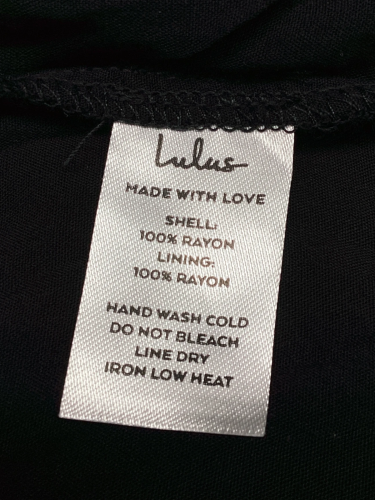 Lulus
MADE WITH LOVE
SHELL:
100% RAYON
LINING:
100% RAYON
HAND WASH COLD
DO NOT BLEACH
LINE DRY
IRON LOW HEAT